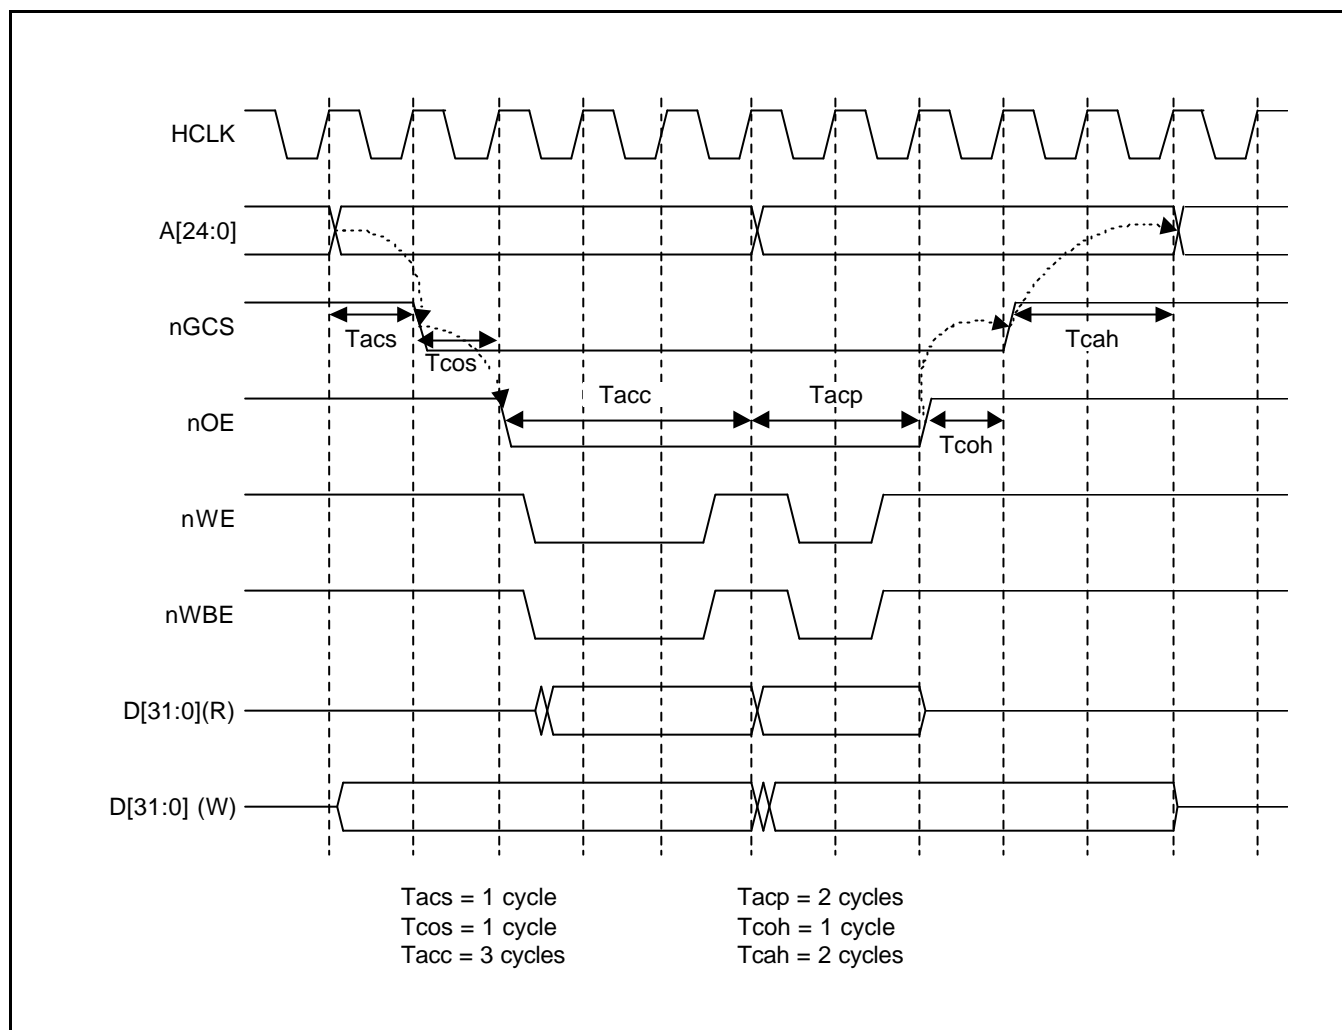 HCLK
A[24:0]
nGCS
Tacs
Tcos
Tcah
nOE
Tacc
Tacp
Tcoh
nWE
nWBE
D[31:0](R)
D[31:0] (W)
Tacs = 1 cycle
Tcos = 1 cycle
Tacc = 3 cycles
Tacp = 2 cycles
Tcoh = 1 cycle
Tcah = 2 cycles